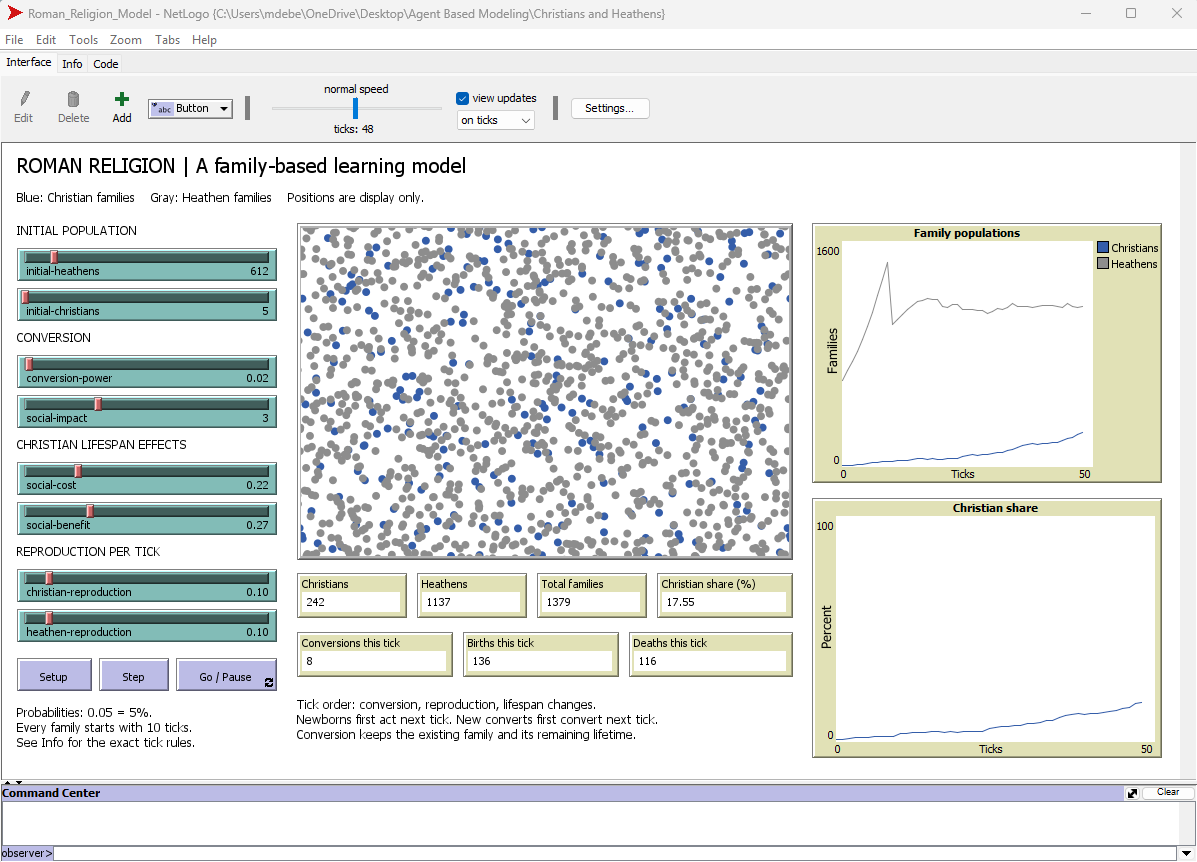 Roman_Religion_Model - NetLogo {C:\Users\mdebe\OneDrive\Desktop\Agent Based Modeling\Christians and Heathens}
File Edit Tools Zoom Tabs Help
Interface Info Code
normal speed
Edit Delete Add abc Button view updates Settings...
on ticks
ticks: 48
ROMAN RELIGION | A family-based learning model
Blue: Christian families Gray: Heathen families Positions are display only.
INITIAL POPULATION
initial-heathens 612
initial-christians 5
CONVERSION
conversion-power 0.02
social-impact 3
CHRISTIAN LIFESPAN EFFECTS
social-cost 0.22
social-benefit 0.27
REPRODUCTION PER TICK
christian-reproduction 0.10
heathen-reproduction 0.10
Setup Step Go / Pause
Probabilities: 0.05 = 5%.
Every family starts with 10 ticks.
See Info for the exact tick rules.
Christians
242
Heathens
1137
Total families
1379
Christian share (%)
17.55
Conversions this tick
8
Births this tick
136
Deaths this tick
116
Tick order: conversion, reproduction, lifespan changes.
Newborns first act next tick. New converts first convert next tick.
Conversion keeps the existing family and its remaining lifetime.
Family populations
1600
Families
0
0 Ticks 50
Christians
Heathens
Christian share
100
Percent
0
0 Ticks 50
Command Center
Clear
observer>